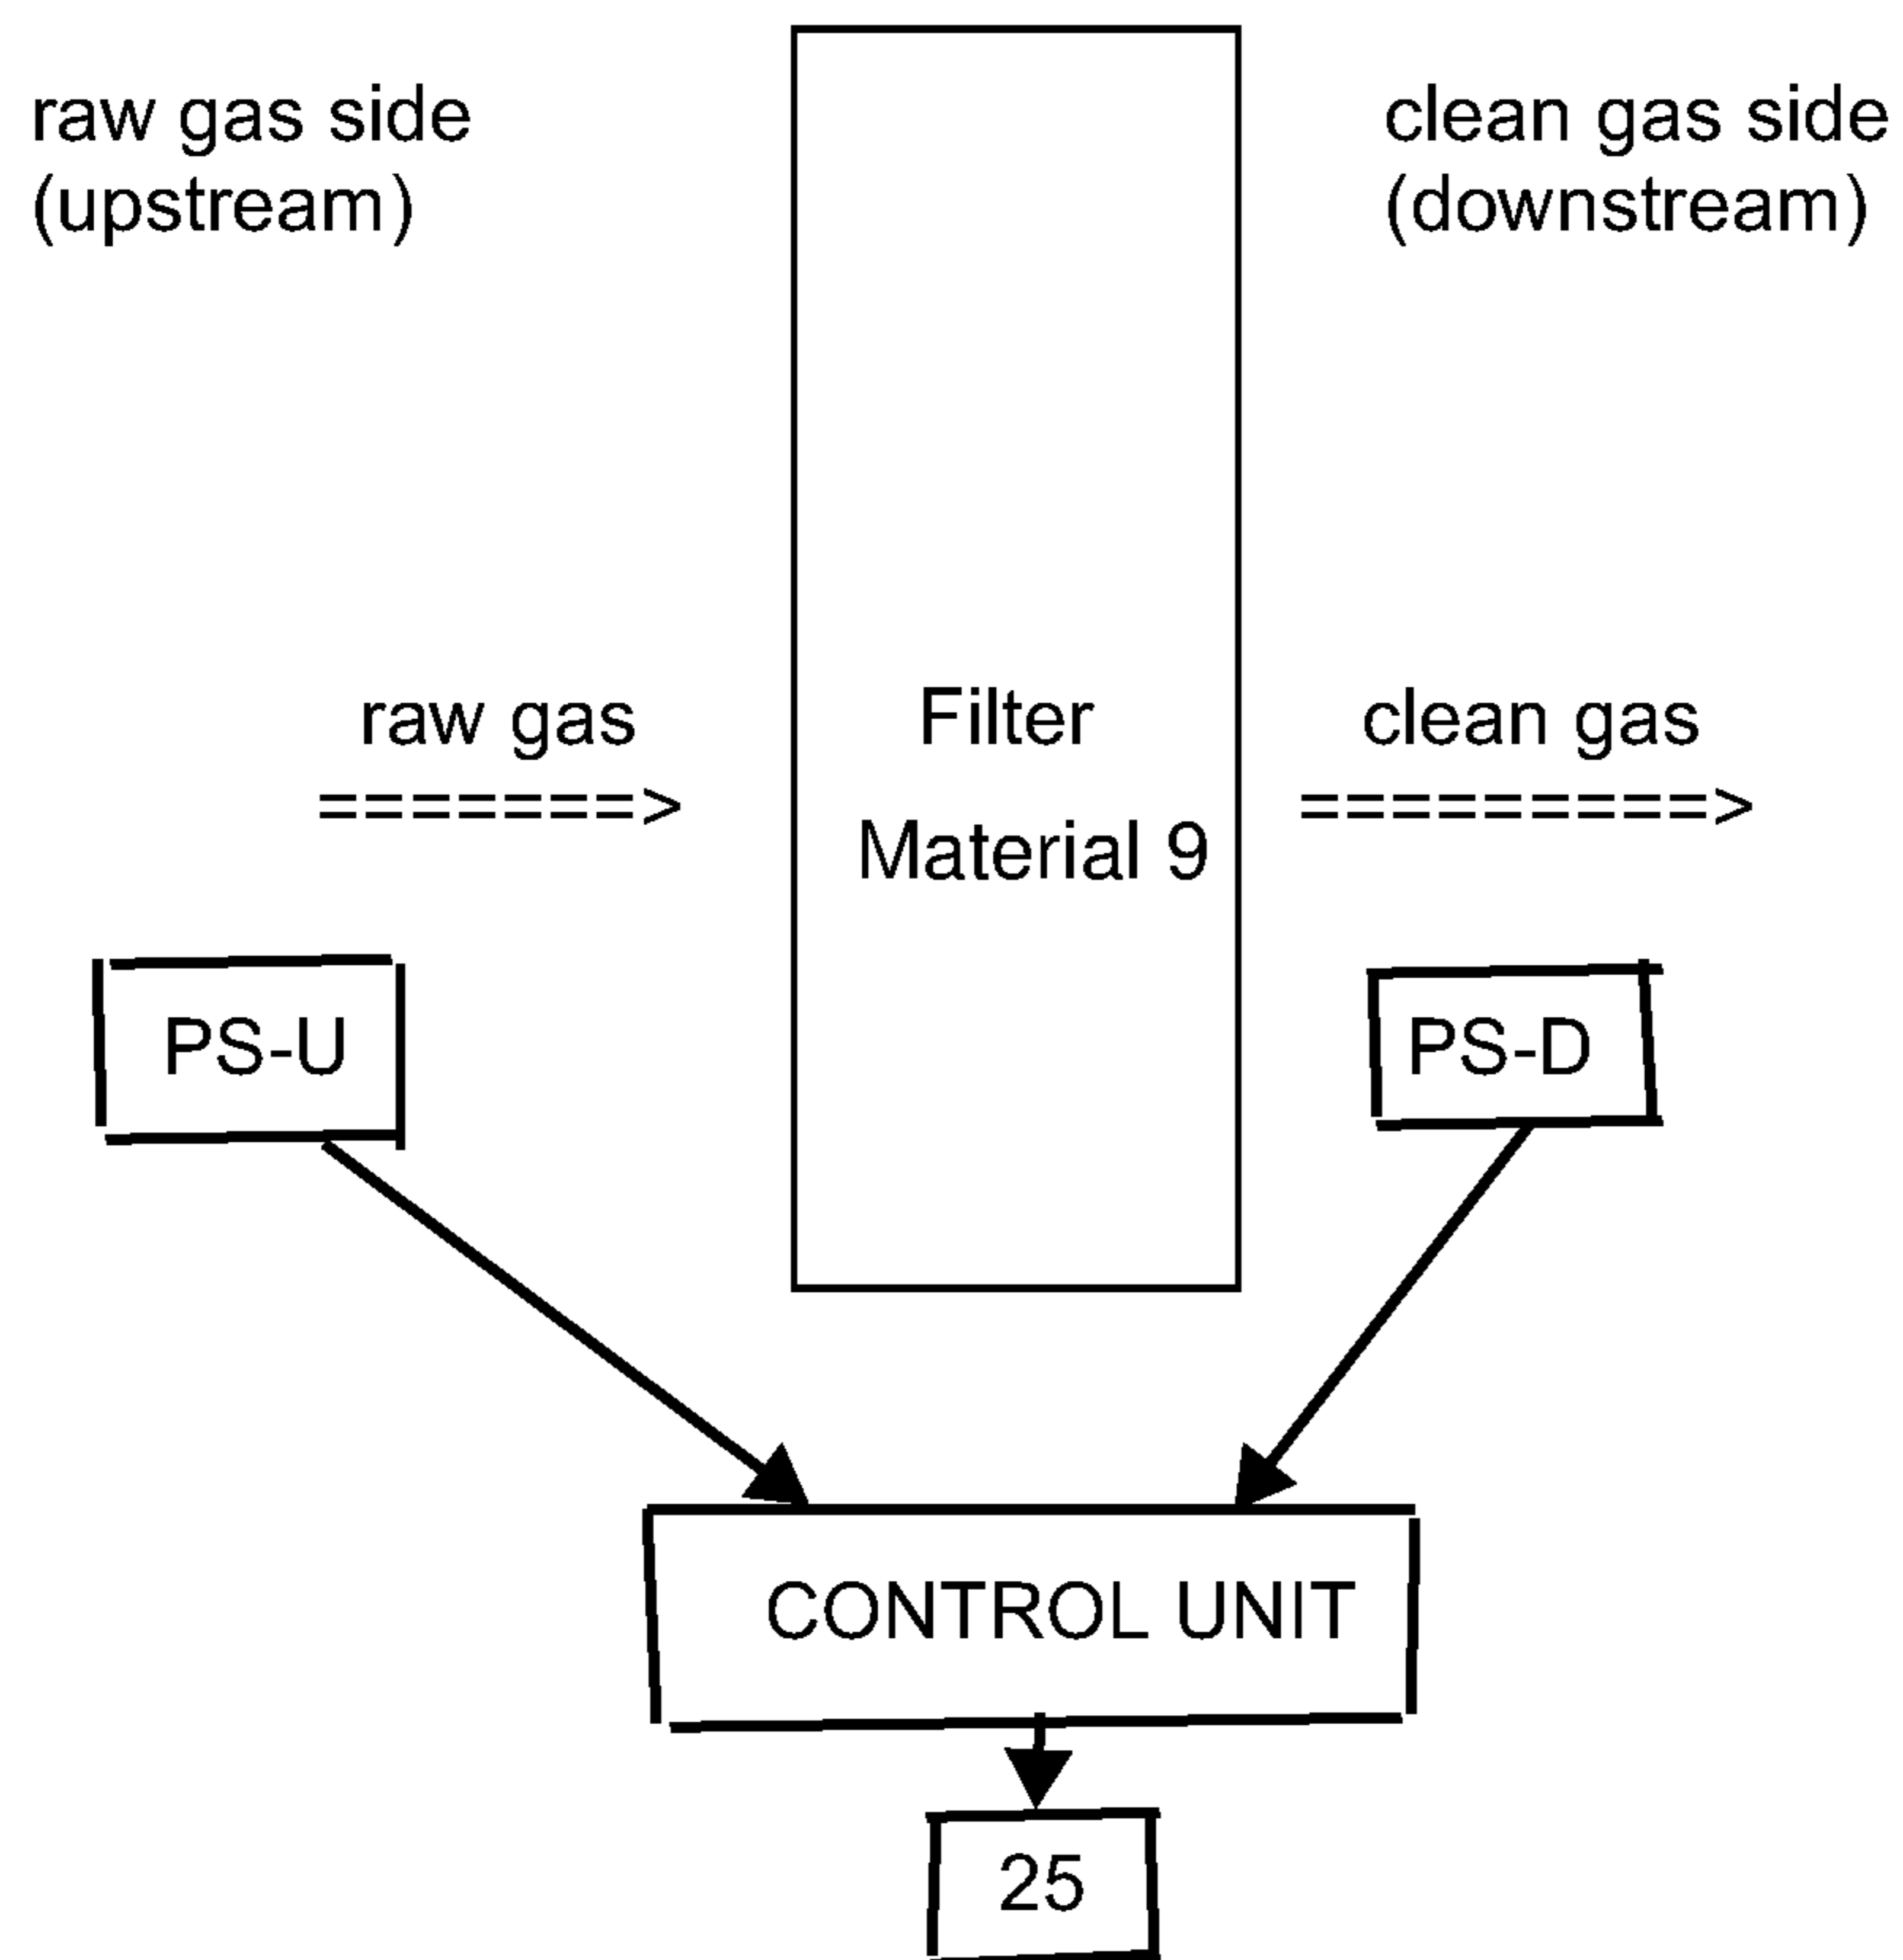 raw gas side
(upstream)
clean gas side
(downstream)
raw gas
=======>
Filter
Material 9
clean gas
=========>
PS-U
PS-D
CONTROL UNIT
25